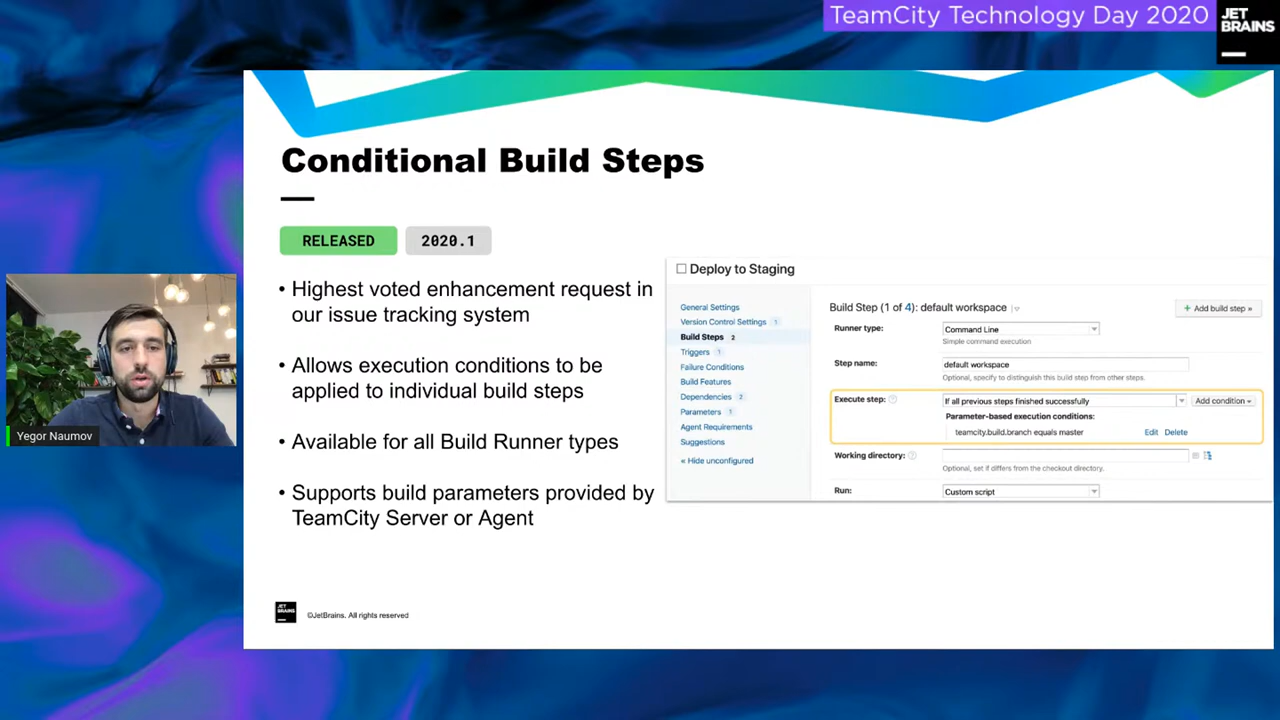 TeamCity Technology Day 2020
JET
BRAINS
Conditional Build Steps
RELEASED
2020.1
• Highest voted enhancement request in
our issue tracking system
• Allows execution conditions to be
applied to individual build steps
• Available for all Build Runner types
• Supports build parameters provided by
TeamCity Server or Agent
Deploy to Staging
General Settings
Version Control Settings 1
Build Steps 2
Triggers 1
Failure Conditions
Build Features
Dependencies 2
Parameters 1
Agent Requirements
Suggestions
« Hide unconfigured
Build Step (1 of 4): default workspace
+ Add build step »
Runner type:
Command Line
Simple command execution
Step name:
default workspace
Optional, specify to distinguish this build step from other steps.
Execute step: ?
If all previous steps finished successfully
Add condition
Parameter-based execution conditions:
teamcity.build.branch equals master
Edit Delete
Working directory: ?
Optional, set if differs from the checkout directory.
Run:
Custom script
Yegor Naumov
JET
BRAINS
©JetBrains. All rights reserved